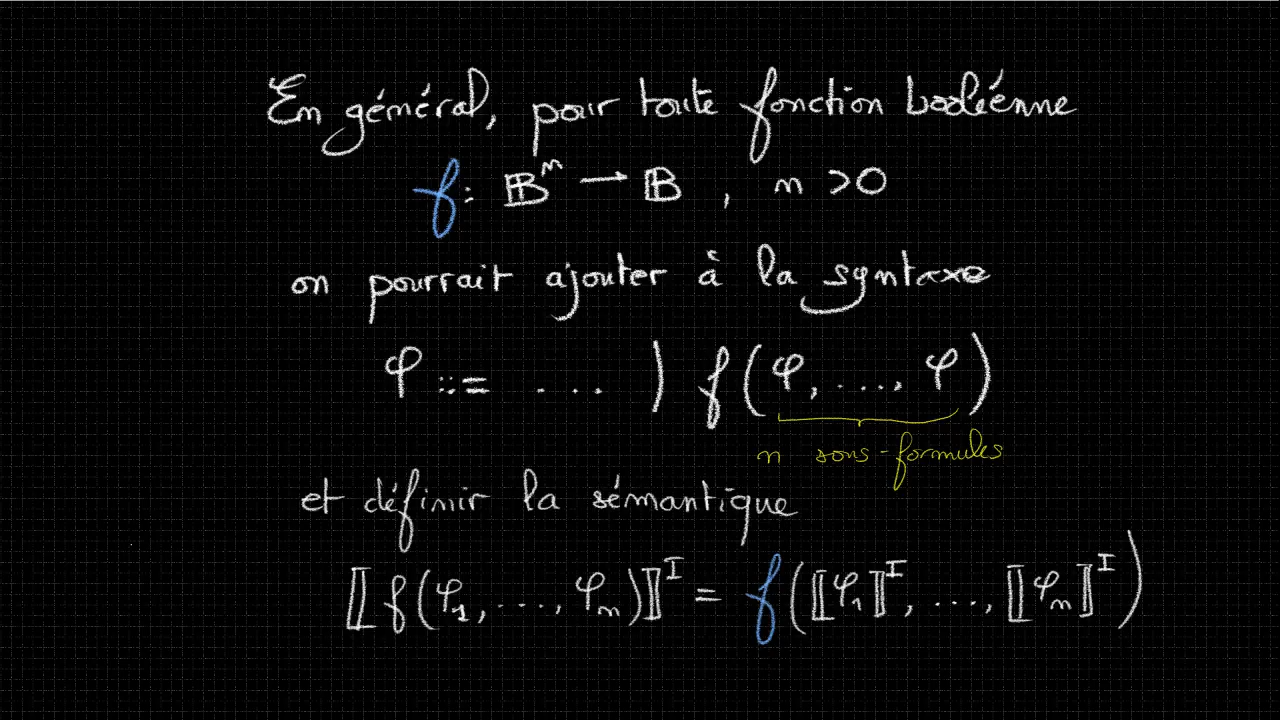 En général, pour toute fonction booléenne
f : 𝔹ⁿ → 𝔹 , n > 0
on pourrait ajouter à la syntaxe
φ ::= .... | f(φ, ..., φ)
n sous-formules
et définir la sémantique
⟦f(φ₁, ..., φₙ)⟧ᴵ = f(⟦φ₁⟧ᴵ, ..., ⟦φₙ⟧ᴵ)